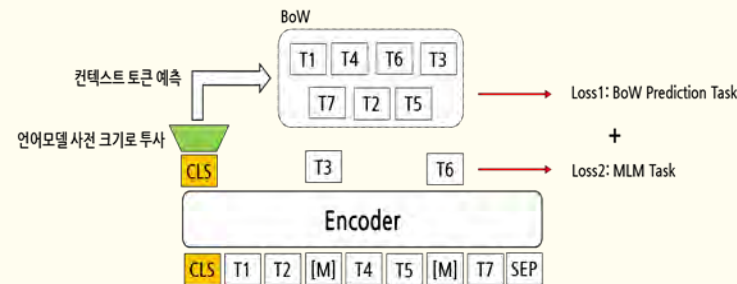 BoW
T1 T4 T6 T3
컨텍스트 토큰 예측
T7 T2 T5
Loss1: BoW Prediction Task
언어모델 사전 크기로 투사
+
CLS T3 T6
Loss2: MLM Task
Encoder
CLS T1 T2 [M] T4 T5 [M] T7 SEP